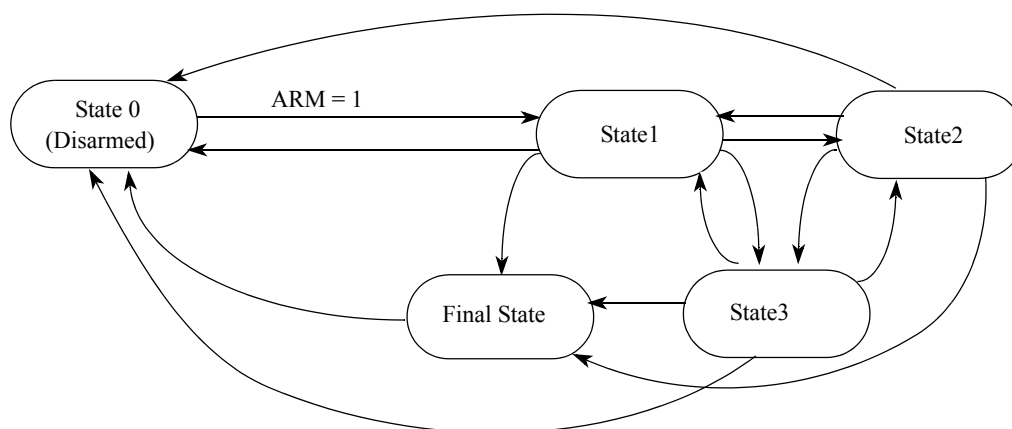 State 0
(Disarmed)
ARM = 1
State1
State2
Final State
State3